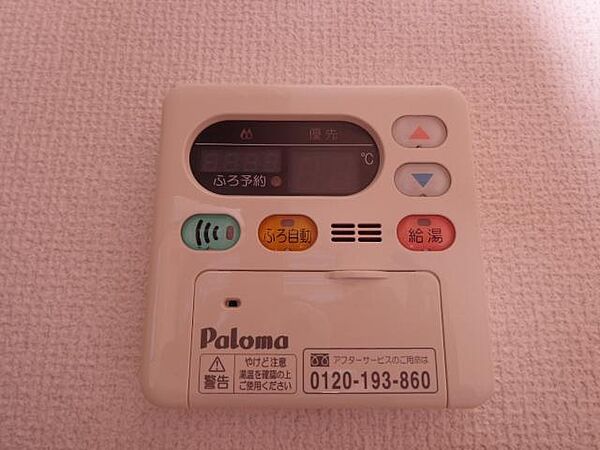 優先
℃
ふろ予約
ふろ自動
給湯
Paloma
警告
やけど注意
湯温を確認の上
ご使用ください
アフターサービスのご用命は
0120-193-860